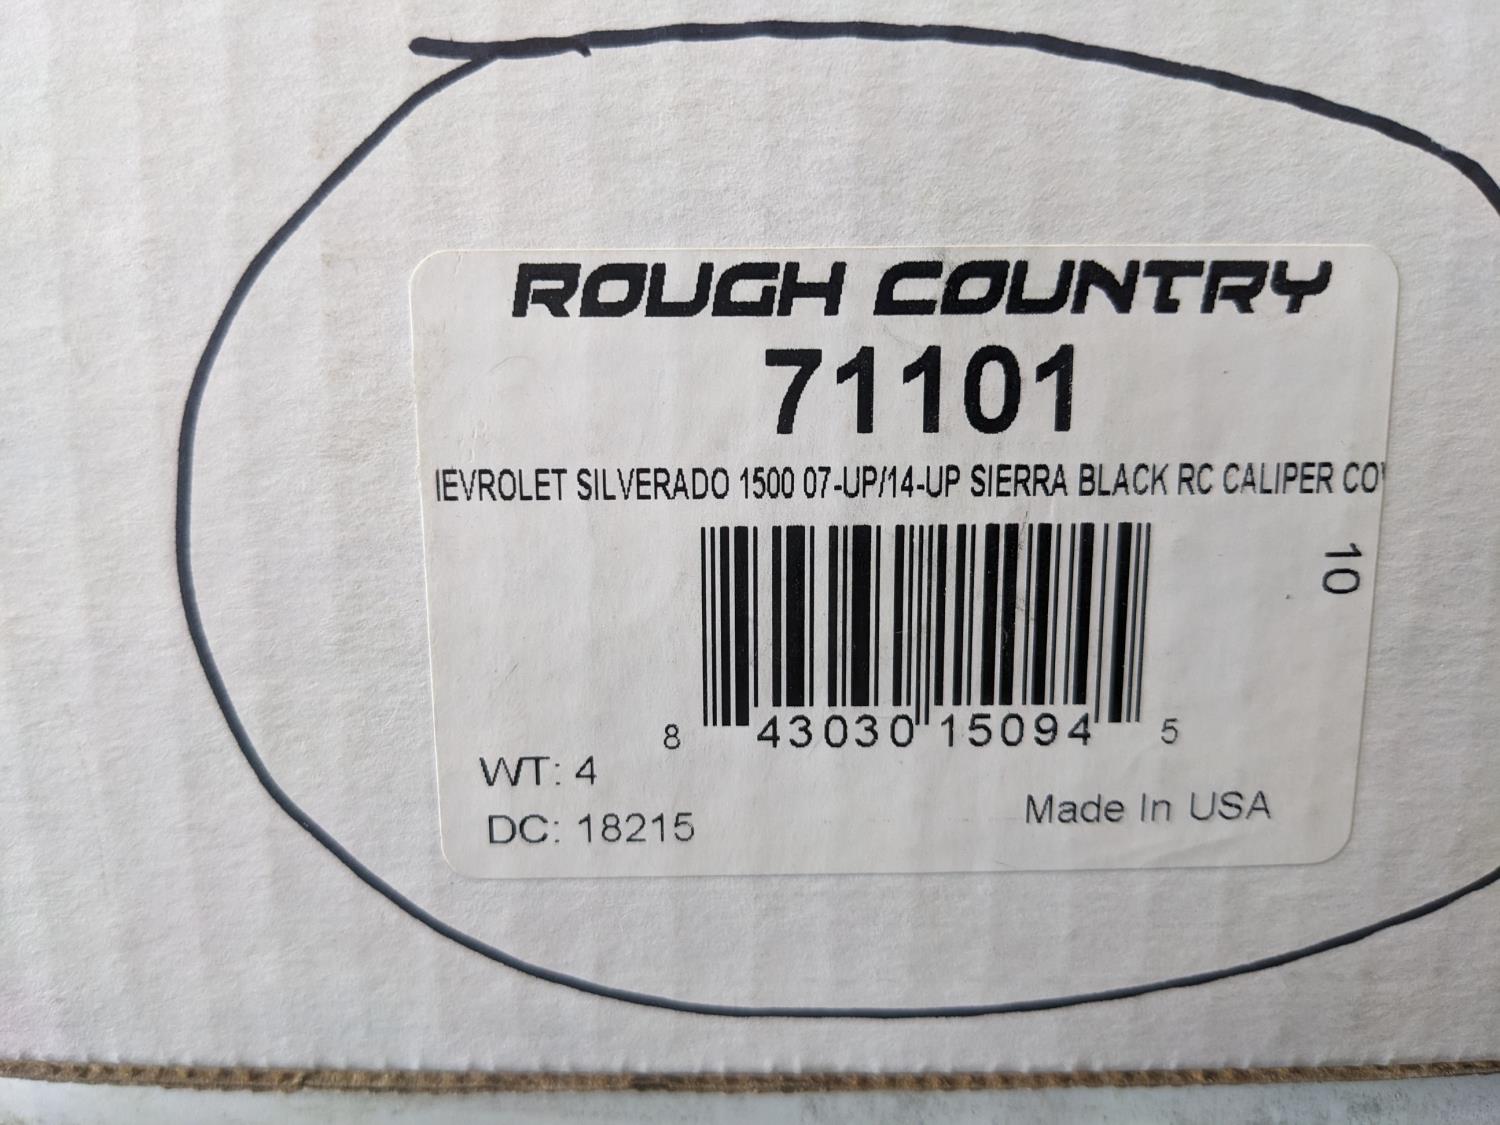 ROUGH COUNTRY
71101
IEVROLET SILVERADO 1500 07-UP/14-UP SIERRA BLACK RC CALIPER CO
10
8 43030 15094 5
WT: 4
DC: 18215
Made In USA